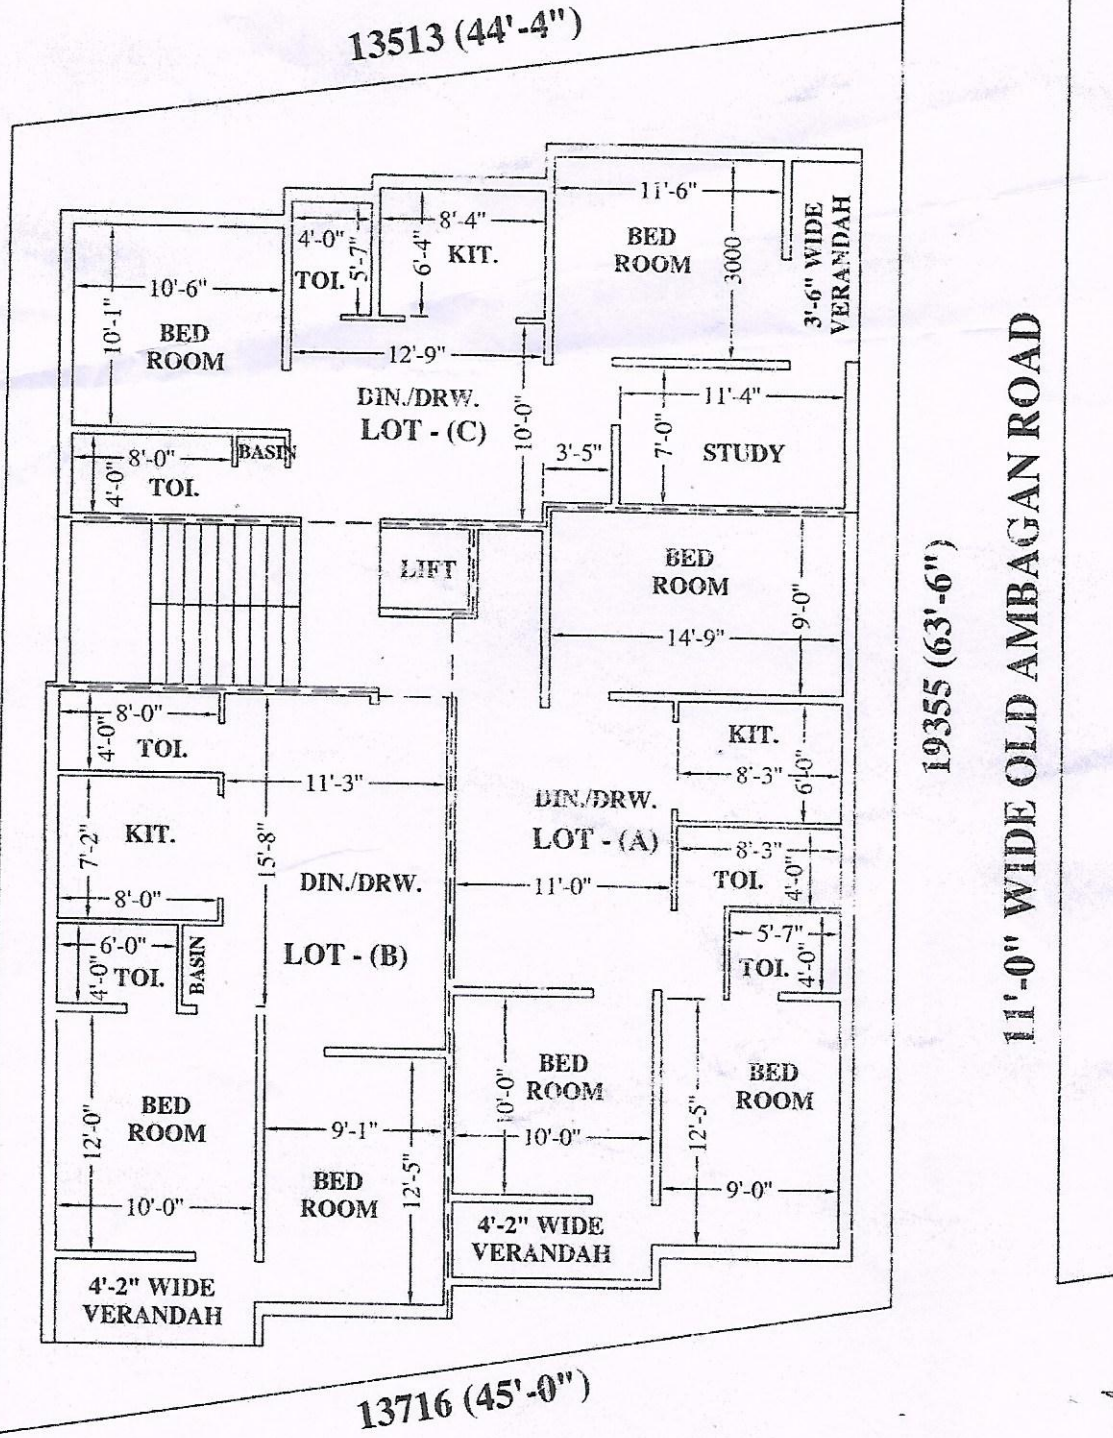 13513 (44'-4")
11'-6"
BED
ROOM
3000
3'-6" WIDE
VERANDAH
4'-0"
TOI.
5'-7"
8'-4"
6'-4"
KIT.
10'-6"
10'-1"
BED
ROOM
12'-9"
DIN./DRW.
LOT - (C)
10'-0"
3'-5"
11'-4"
7'-0"
STUDY
8'-0"
BASIN
4'-0"
TOI.
LIFT
BED
ROOM
9'-0"
14'-9"
8'-0"
4'-0"
TOI.
11'-3"
KIT.
8'-3"
6'-0"
DIN./DRW.
LOT - (A)
11'-0"
KIT.
7'-2"
8'-0"
15'-8"
DIN./DRW.
LOT - (B)
8'-3"
TOI.
4'-0"
5'-7"
TOI.
4'-0"
6'-0"
4'-0"
TOI.
BASIN
BED
ROOM
12'-0"
10'-0"
9'-1"
BED
ROOM
12'-5"
BED
ROOM
10'-0"
10'-0"
BED
ROOM
12'-5"
9'-0"
4'-2" WIDE
VERANDAH
4'-2" WIDE
VERANDAH
19355 (63'-6")
11'-0" WIDE OLD AMBAGAN ROAD
13716 (45'-0")